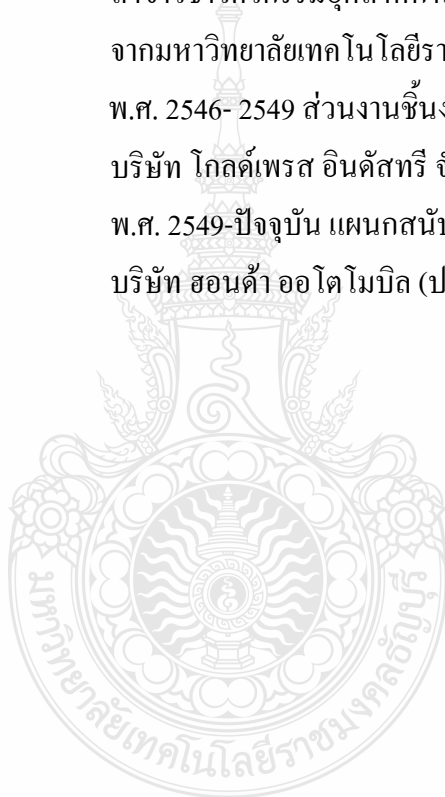 จากมหาวิทยาลัยเทคโนโลยีรา
พ.ศ. 2546- 2549 ส่วนงานชิ้นง
บริษัท โกลด์เพรส อินดัสทรี จั
พ.ศ. 2549-ปัจจุบัน แผนกสนับ
บริษัท ฮอนด้า ออโตโมบิล (ป
มหาวิทยาลัยเทคโนโลยีราชมงคลธัญบุรี